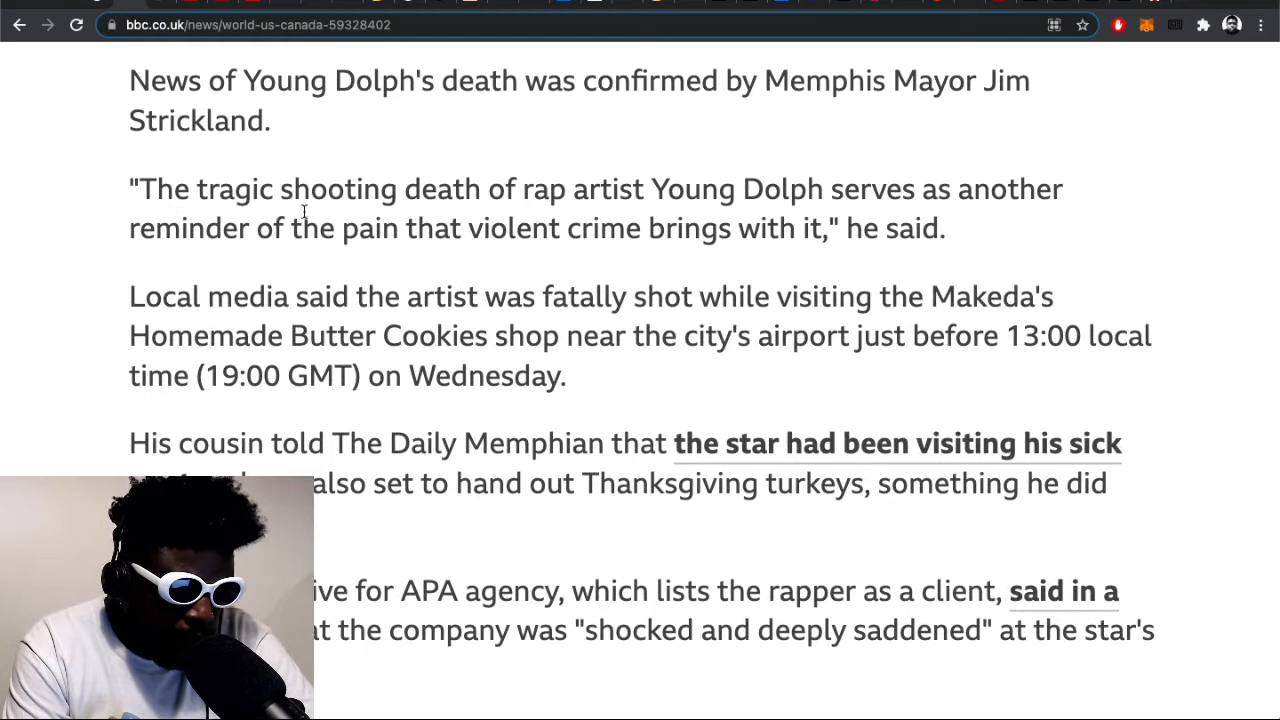 bbc.co.uk/news/world-us-canada-59328402
News of Young Dolph's death was confirmed by Memphis Mayor Jim
Strickland.
"The tragic shooting death of rap artist Young Dolph serves as another
reminder of the pain that violent crime brings with it," he said.
Local media said the artist was fatally shot while visiting the Makeda's
Homemade Butter Cookies shop near the city's airport just before 13:00 local
time (19:00 GMT) on Wednesday.
His cousin told The Daily Memphian that the star had been visiting his sick
also set to hand out Thanksgiving turkeys, something he did
for APA agency, which lists the rapper as a client, said in a
the company was "shocked and deeply saddened" at the star's